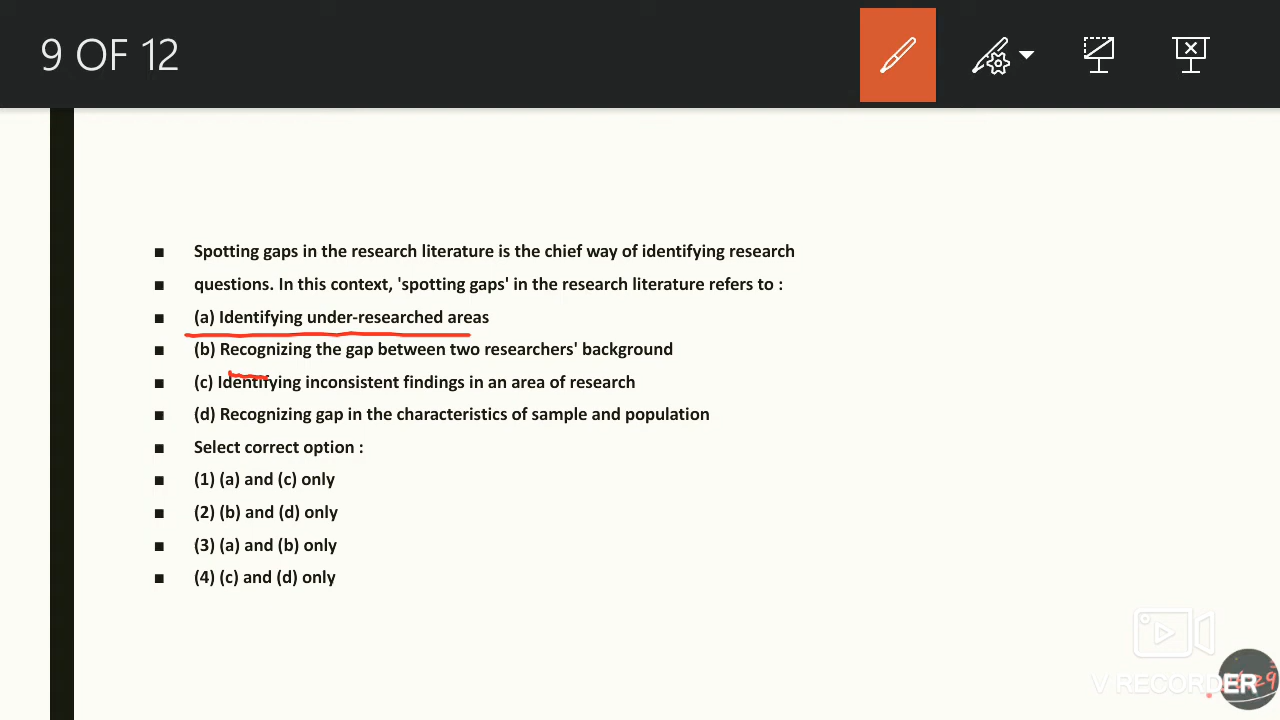 9 OF 12
Spotting gaps in the research literature is the chief way of identifying research
questions. In this context, 'spotting gaps' in the research literature refers to :
(a) Identifying under-researched areas
(b) Recognizing the gap between two researchers' background
(c) Identifying inconsistent findings in an area of research
(d) Recognizing gap in the characteristics of sample and population
Select correct option :
(1) (a) and (c) only
(2) (b) and (d) only
(3) (a) and (b) only
(4) (c) and (d) only
V RECORDER